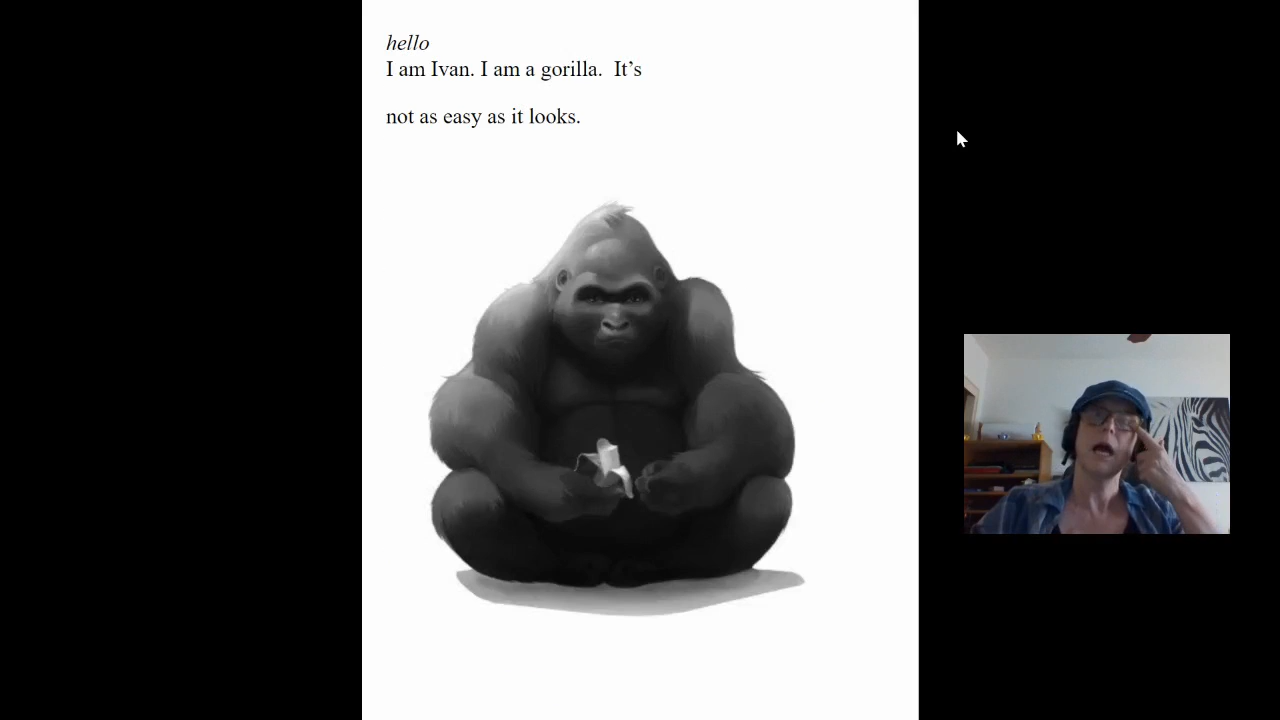 hello
I am Ivan. I am a gorilla.  It’s
not as easy as it looks.